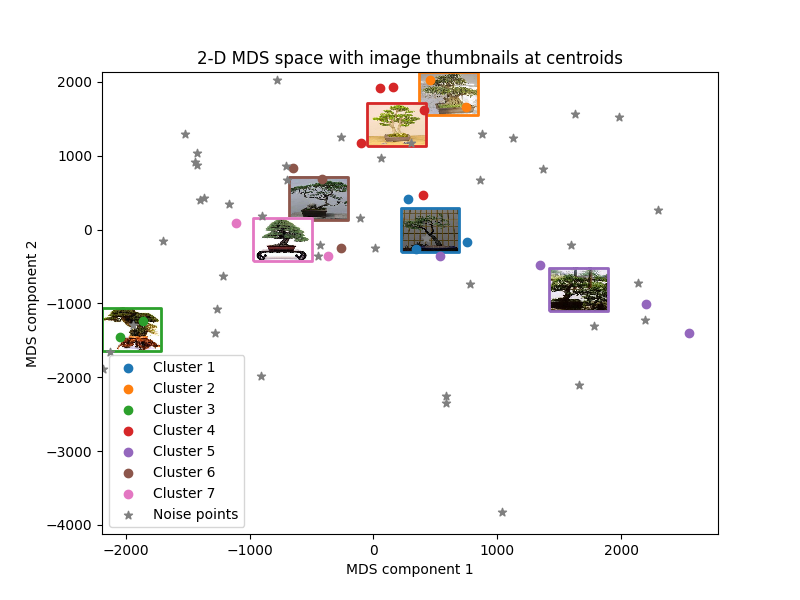 2-D MDS space with image thumbnails at centroids
2000
1000
0
−1000
−2000
−3000
−4000
MDS component 2
Cluster 1
Cluster 2
Cluster 3
Cluster 4
Cluster 5
Cluster 6
Cluster 7
Noise points
−2000 −1000 0 1000 2000
MDS component 1